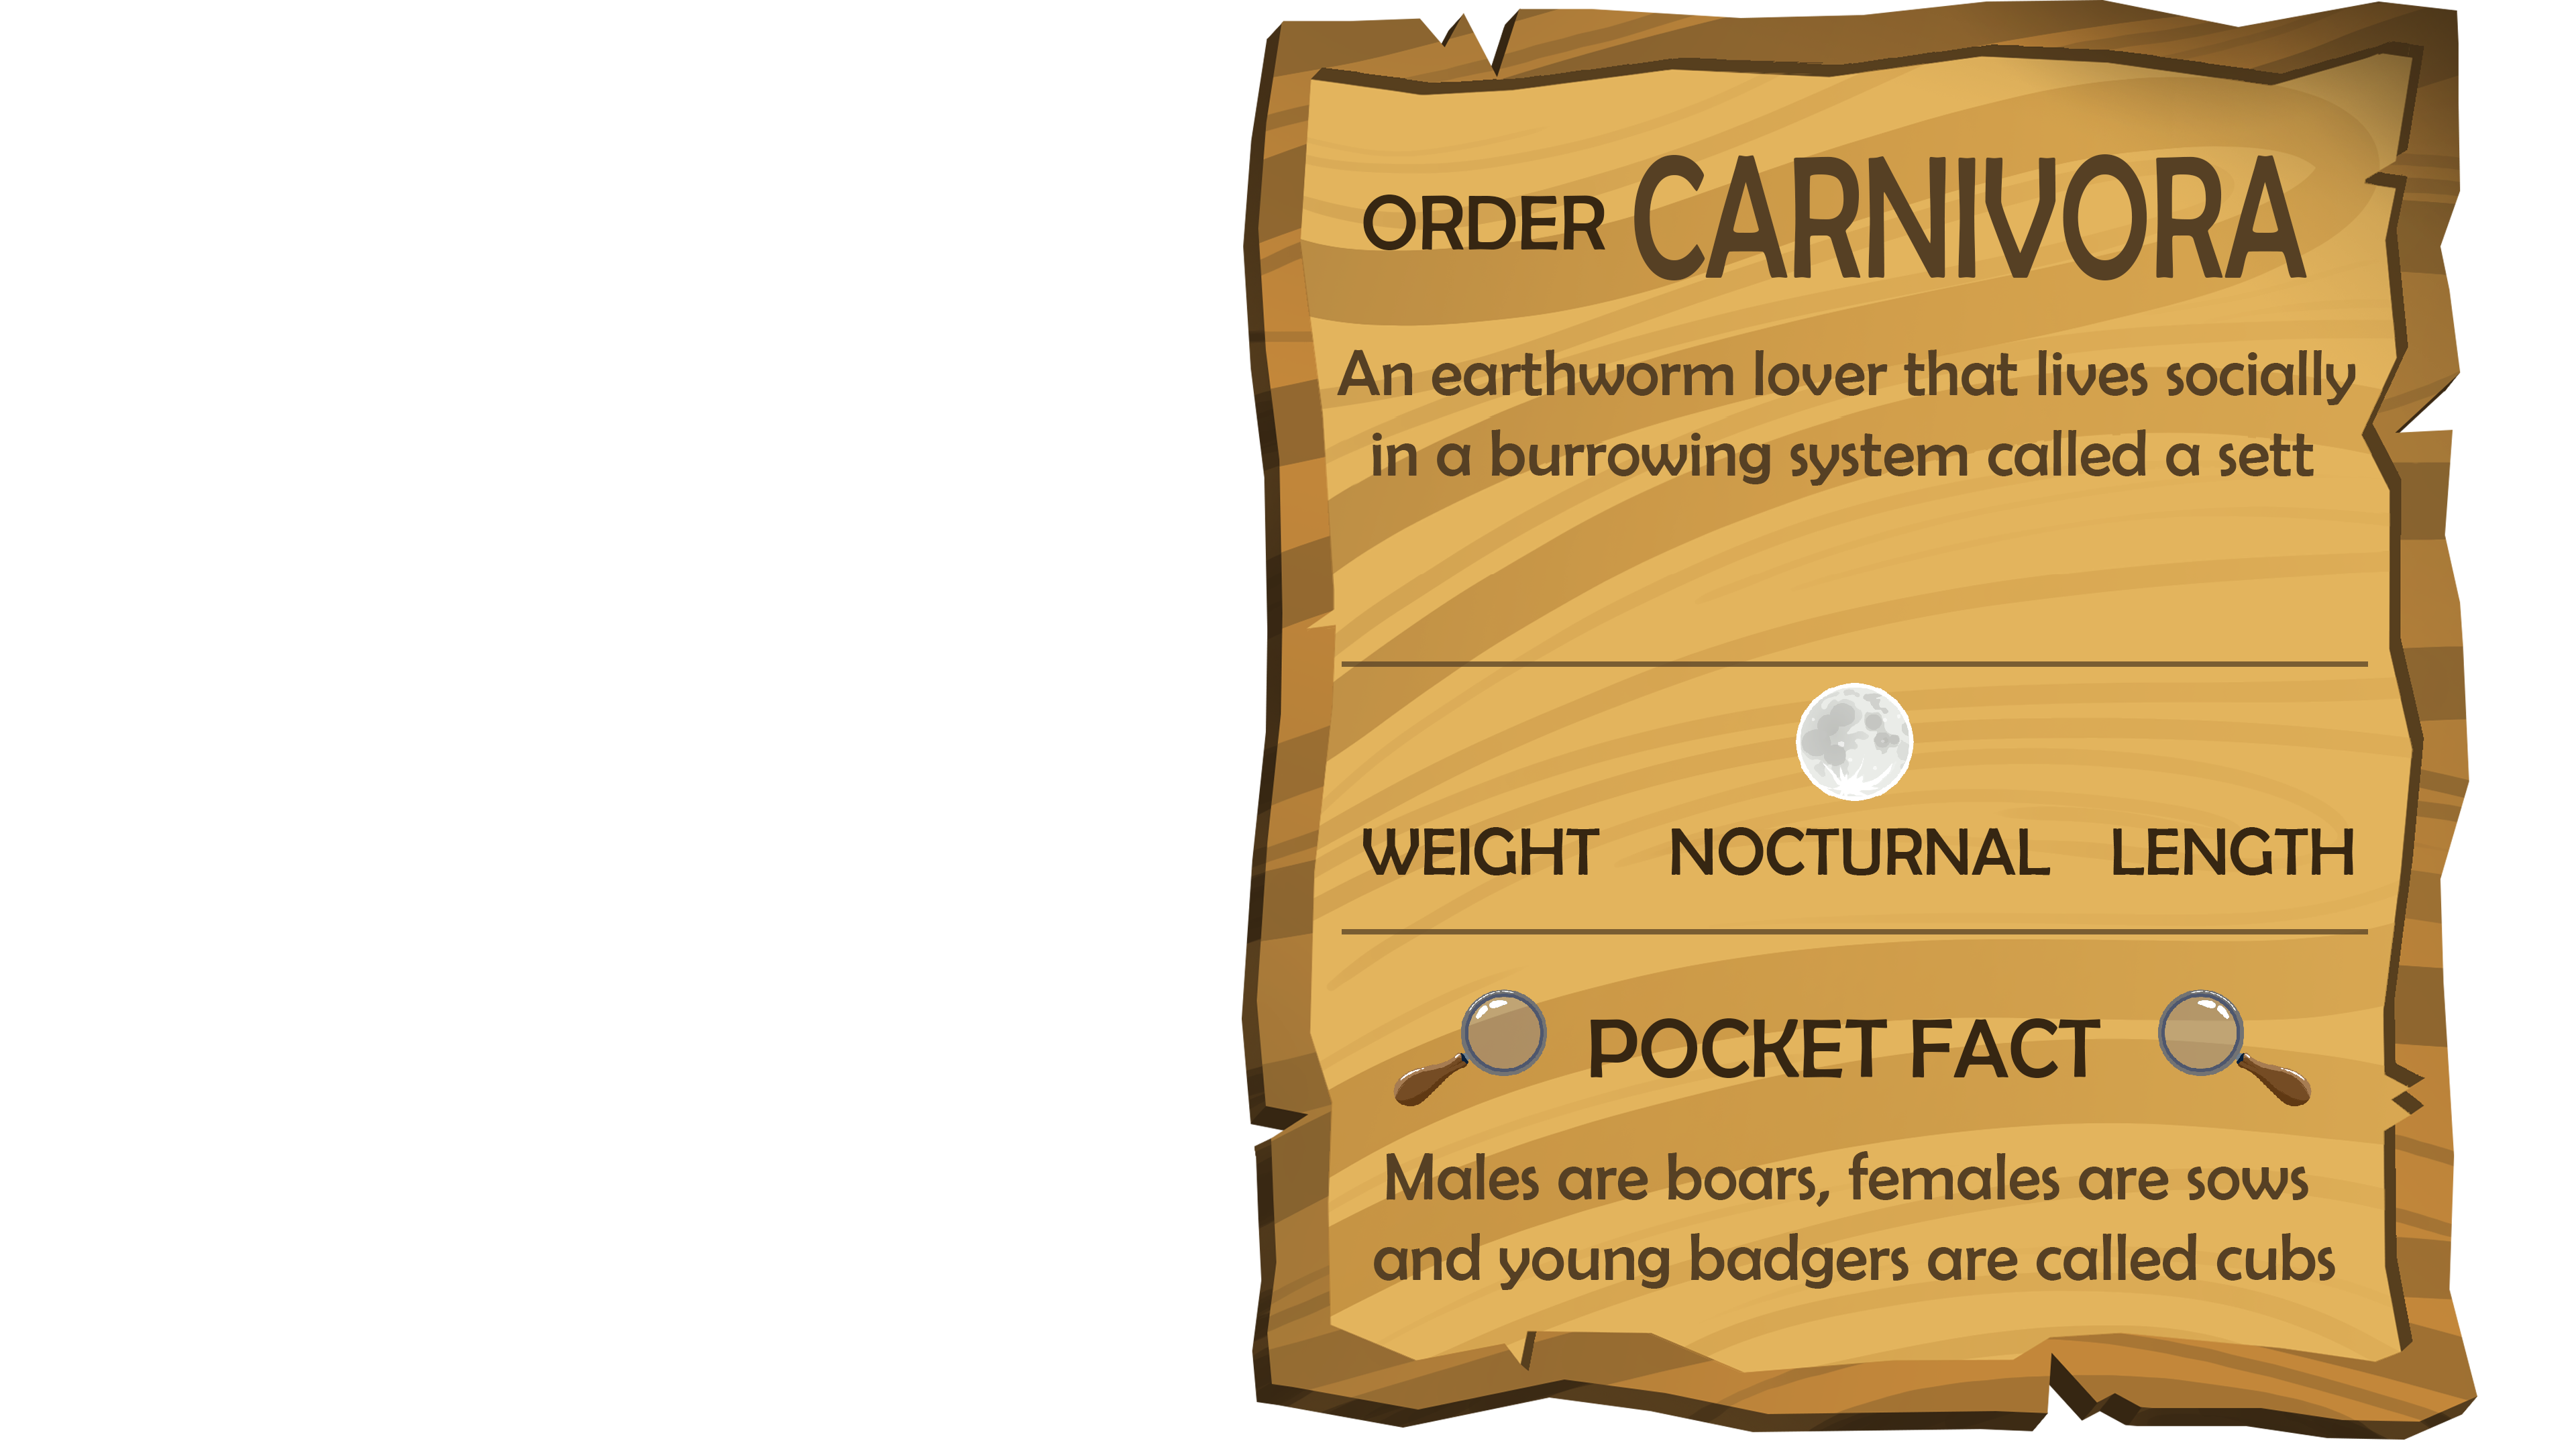 ORDER CARNIVORA
An earthworm lover that lives socially
in a burrowing system called a sett
WEIGHT NOCTURNAL LENGTH
POCKET FACT
Males are boars, females are sows
and young badgers are called cubs